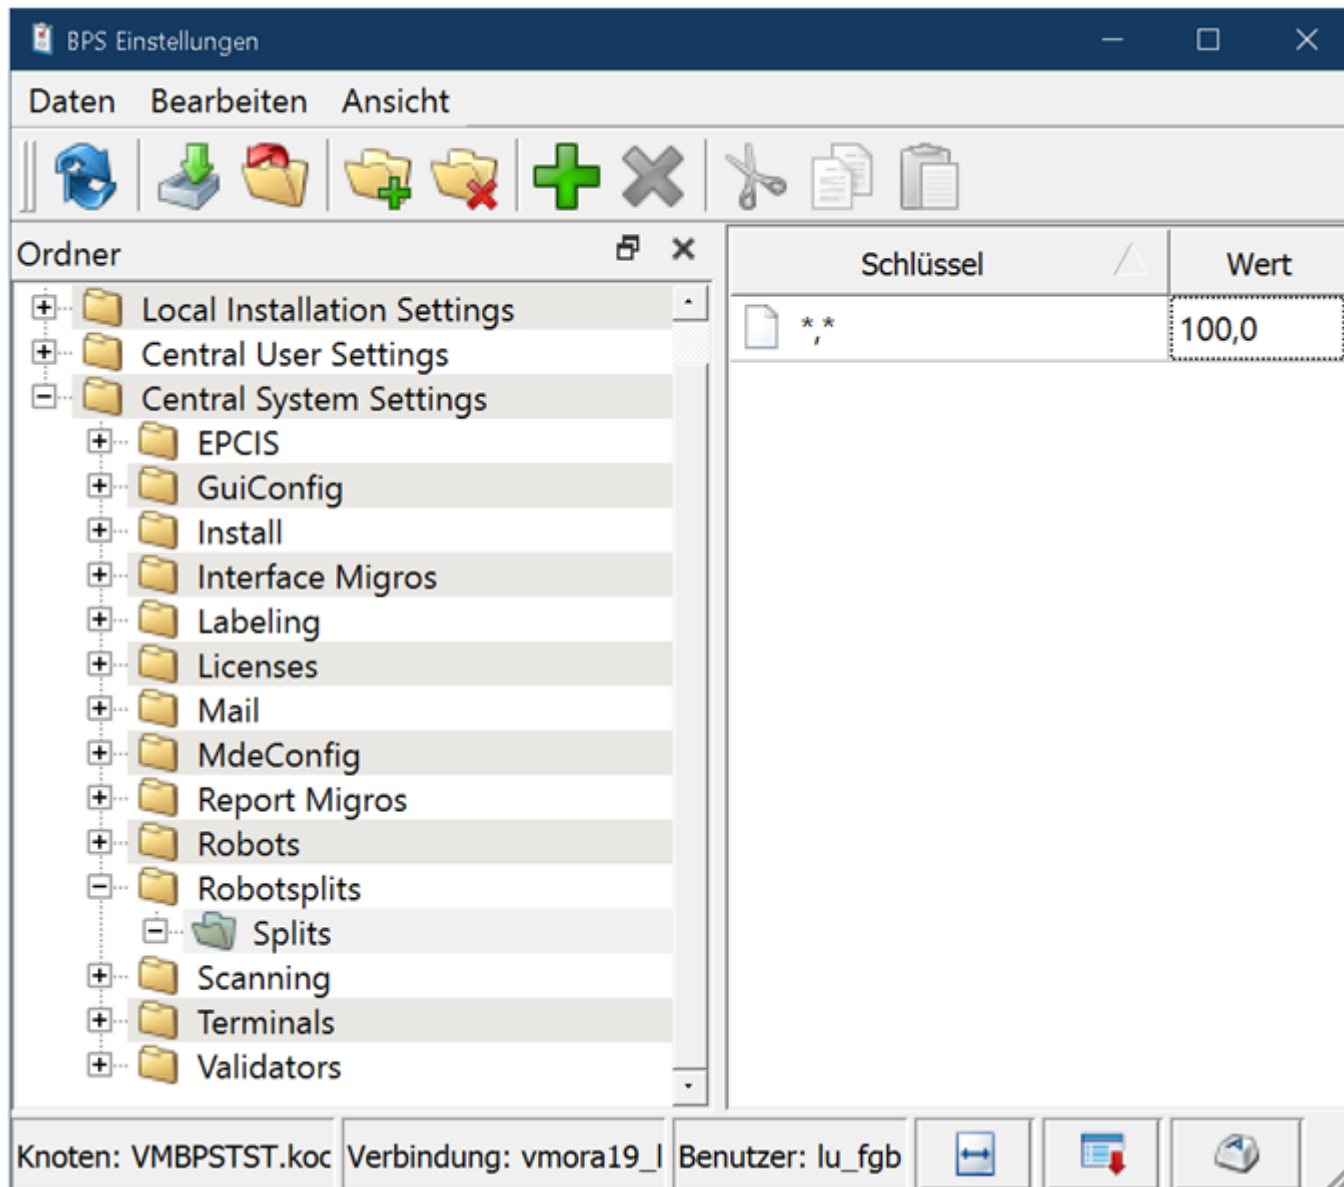 BPS Einstellungen
Daten Bearbeiten Ansicht
Ordner
Schlüssel Wert
*,* 100,0
Local Installation Settings
Central User Settings
Central System Settings
EPCIS
GuiConfig
Install
Interface Migros
Labeling
Licenses
Mail
MdeConfig
Report Migros
Robots
Robotsplits
Splits
Scanning
Terminals
Validators
Knoten: VMBPSTST.koc Verbindung: vmora19_l Benutzer: lu_fgb